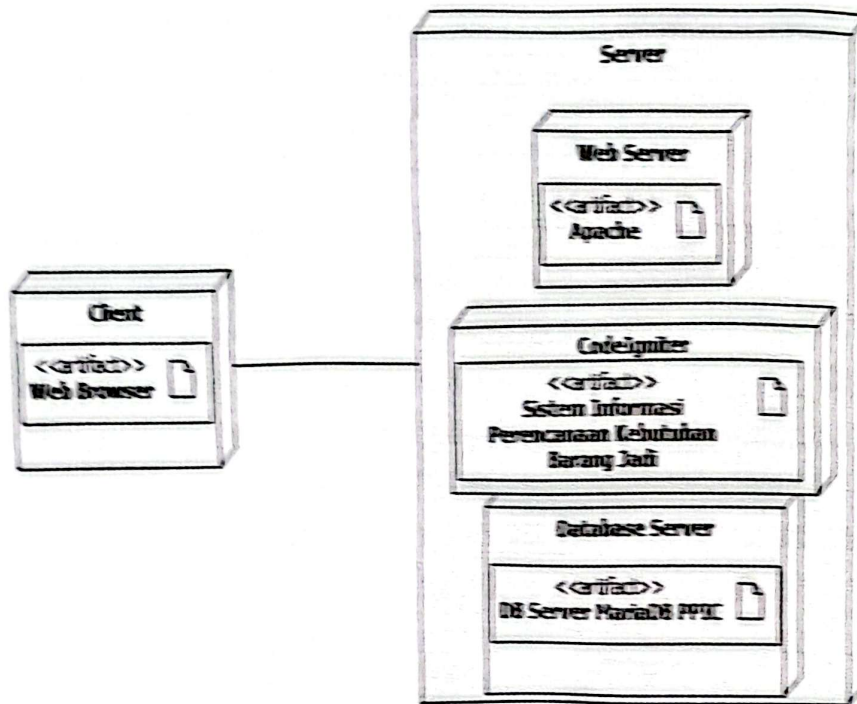 Server
Web Server
<<artifact>>
Apache
Client
<<artifact>>
Web Browser
CodeIgniter
<<artifact>>
Sistem Informasi
Perencanaan Kebutuhan
Barang Jadi
Database Server
<<artifact>>
DB Server MariaDB PPIC